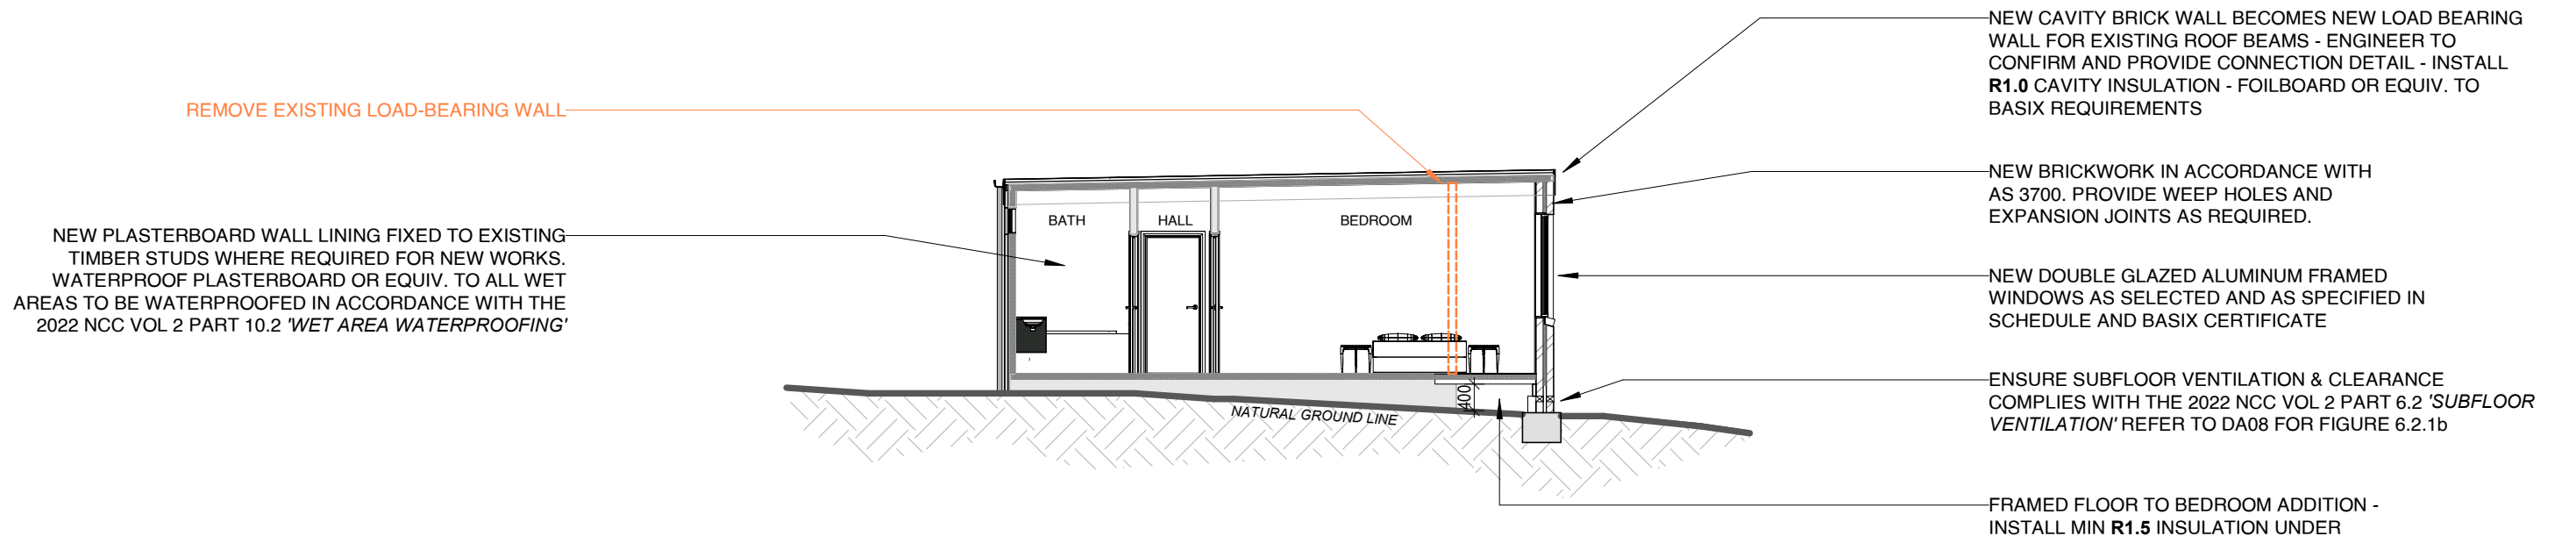 NEW CAVITY BRICK WALL BECOMES NEW LOAD BEARING
WALL FOR EXISTING ROOF BEAMS - ENGINEER TO
CONFIRM AND PROVIDE CONNECTION DETAIL - INSTALL
R1.0 CAVITY INSULATION - FOILBOARD OR EQUIV. TO
BASIX REQUIREMENTS
REMOVE EXISTING LOAD-BEARING WALL
NEW BRICKWORK IN ACCORDANCE WITH
AS 3700. PROVIDE WEEP HOLES AND
EXPANSION JOINTS AS REQUIRED.
BATH
HALL
BEDROOM
NEW PLASTERBOARD WALL LINING FIXED TO EXISTING
TIMBER STUDS WHERE REQUIRED FOR NEW WORKS.
WATERPROOF PLASTERBOARD OR EQUIV. TO ALL WET
AREAS TO BE WATERPROOFED IN ACCORDANCE WITH THE
2022 NCC VOL 2 PART 10.2 'WET AREA WATERPROOFING'
NEW DOUBLE GLAZED ALUMINUM FRAMED
WINDOWS AS SELECTED AND AS SPECIFIED IN
SCHEDULE AND BASIX CERTIFICATE
400
NATURAL GROUND LINE
ENSURE SUBFLOOR VENTILATION & CLEARANCE
COMPLIES WITH THE 2022 NCC VOL 2 PART 6.2 'SUBFLOOR
VENTILATION' REFER TO DA08 FOR FIGURE 6.2.1b
FRAMED FLOOR TO BEDROOM ADDITION -
INSTALL MIN R1.5 INSULATION UNDER